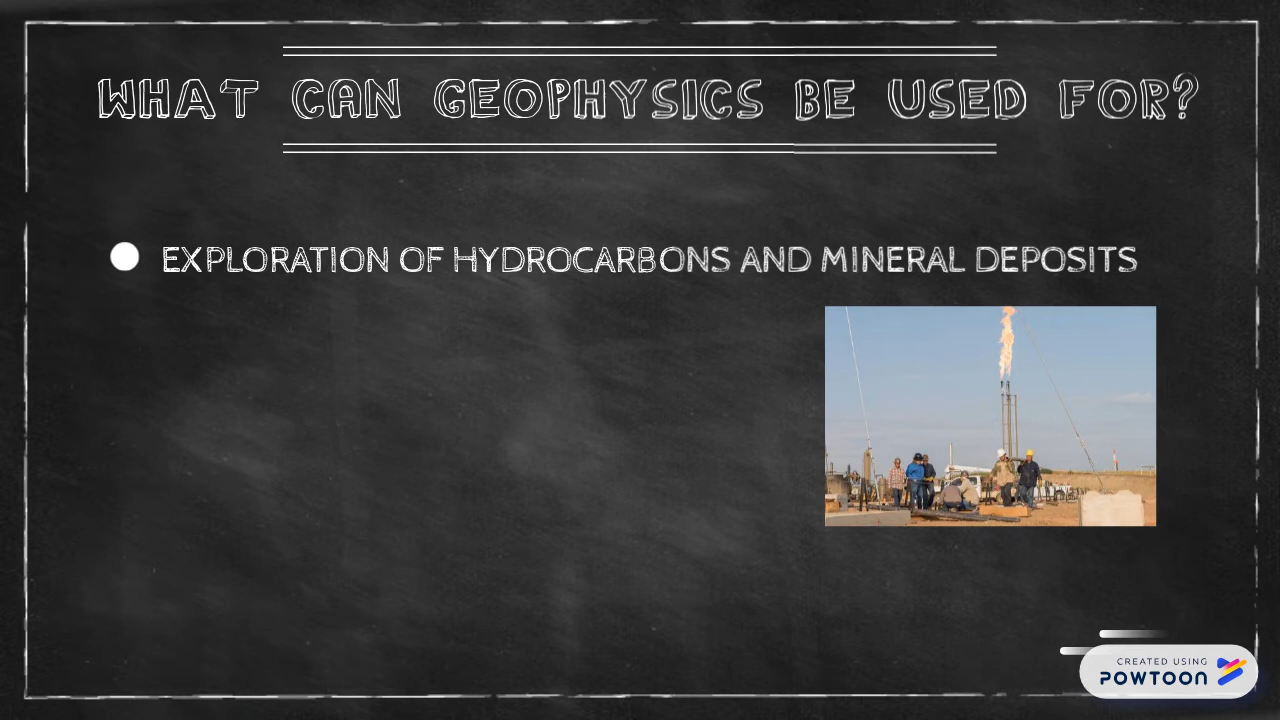 WHAT CAN GEOPHYSICS BE USED FOR?
EXPLORATION OF HYDROCARBONS AND MINERAL DEPOSITS
CREATED USING
POWTOON